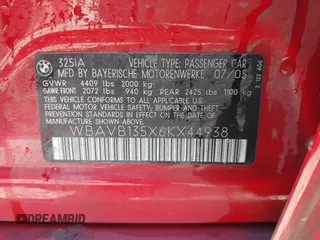 325iA VEHICLE TYPE: PASSENGER CAR
MFD BY BAYERISCHE MOTORENWERKE 07/05
GVWR 4409 lbs 2000 kg
GAWR FRONT 2072 lbs 940 kg REAR 2425 lbs 1100 kg
THIS VEHICLE CONFORMS TO ALL APPLICABLE
FEDERAL MOTOR VEHICLE SAFETY, BUMPER AND THEFT
PREVENTION STANDARDS IN EFFECT ON THE DATE OF
MANUFACTURE SHOWN ABOVE.
WBAVB135X6KX44938
DREAMBID